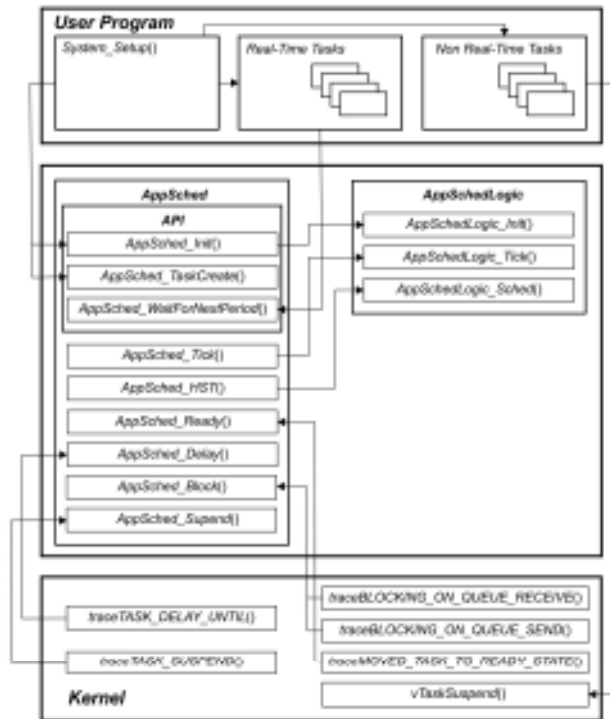 User Program
System_Setup()
Real-Time Tasks
Non Real-Time Tasks
AppSched
API
AppSched_Init()
AppSched_TaskCreate()
AppSched_WaitForNextPeriod()
AppSched_Tick()
AppSched_HST()
AppSched_Ready()
AppSched_Delay()
AppSched_Block()
AppSched_Supend()
AppSchedLogic
AppSchedLogic_Init()
AppSchedLogic_Tick()
AppSchedLogic_Sched()
traceTASK_DELAY_UNTIL()
traceTASK_SUSPEND()
Kernel
traceBLOCKING_ON_QUEUE_RECEIVE()
traceBLOCKING_ON_QUEUE_SEND()
traceMOVED_TASK_TO_READY_STATE()
vTaskSuspend()